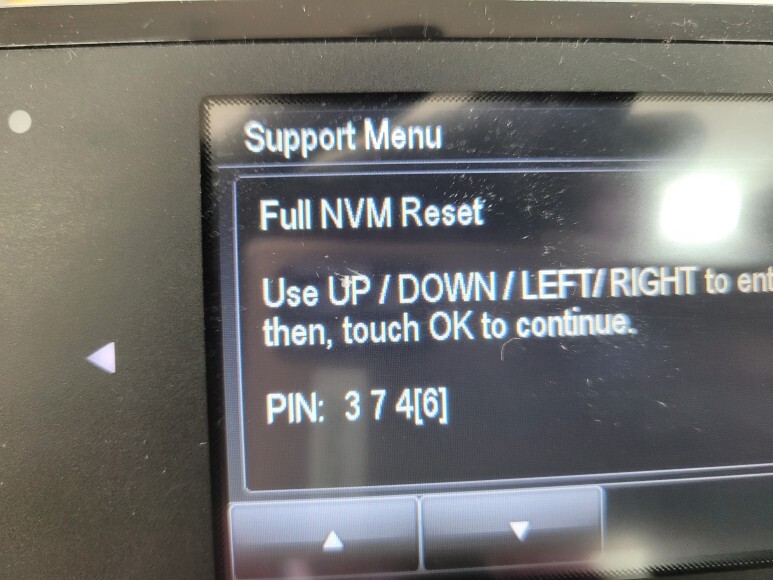 Support Menu
Full NVM Reset
Use UP / DOWN / LEFT/ RIGHT to ent
then, touch OK to continue.
PIN: 3 7 4[6]